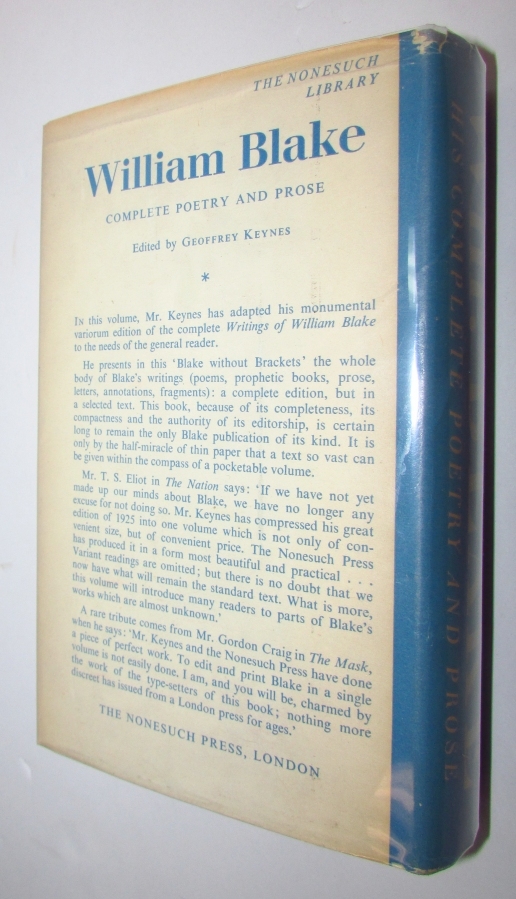 THE NONESUCH
LIBRARY
William Blake
COMPLETE POETRY AND PROSE
Edited by GEOFFREY KEYNES
*
IN this volume, Mr. Keynes has adapted his monumental
variorum edition of the complete Writings of William Blake
to the needs of the general reader.
He presents in this 'Blake without Brackets' the whole
body of Blake's writings (poems, prophetic books, prose,
letters, annotations, fragments): a complete edition, but in
a selected text. This book, because of its completeness, its
compactness and the authority of its editorship, is certain
long to remain the only Blake publication of its kind. It is
only by the half-miracle of thin paper that a text so vast can
be given within the compass of a pocketable volume.
Mr. T. S. Eliot in The Nation says: 'If we have not yet
made up our minds about Blake, we have no longer any
excuse for not doing so. Mr. Keynes has compressed his great
edition of 1925 into one volume which is not only of con-
venient size, but of convenient price. The Nonesuch Press
has produced it in a form most beautiful and practical . . .
Variant readings are omitted; but there is no doubt that we
now have what will remain the standard text. What is more,
this volume will introduce many readers to parts of Blake's
works which are almost unknown.'
A rare tribute comes from Mr. Gordon Craig in The Mask,
when he says: 'Mr. Keynes and the Nonesuch Press have done
a piece of perfect work. To edit and print Blake in a single
volume is not easily done. I am, and you will be, charmed by
the work of the type-setters of this book; nothing more
discreet has issued from a London press for ages.'
THE NONESUCH PRESS, LONDON
HIS COMPLETE POETRY AND PROSE